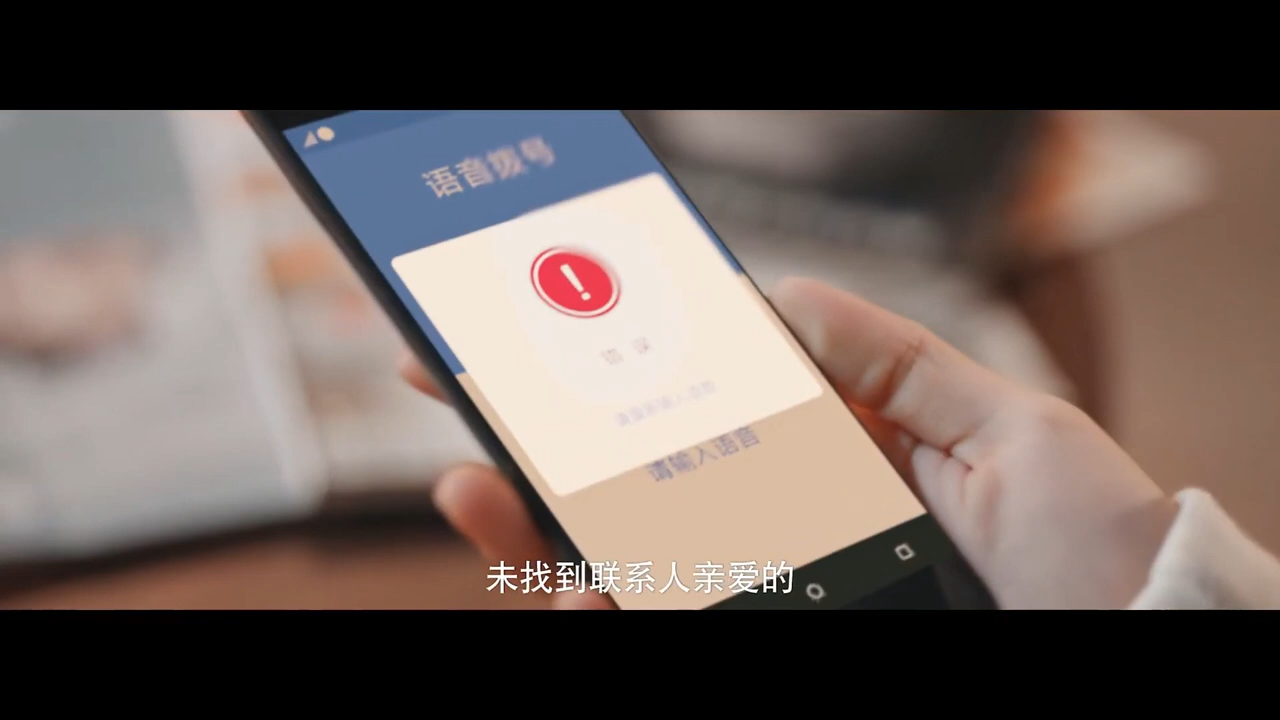 语音拨号
!
错 误
请输入语音
未找到联系人亲爱的